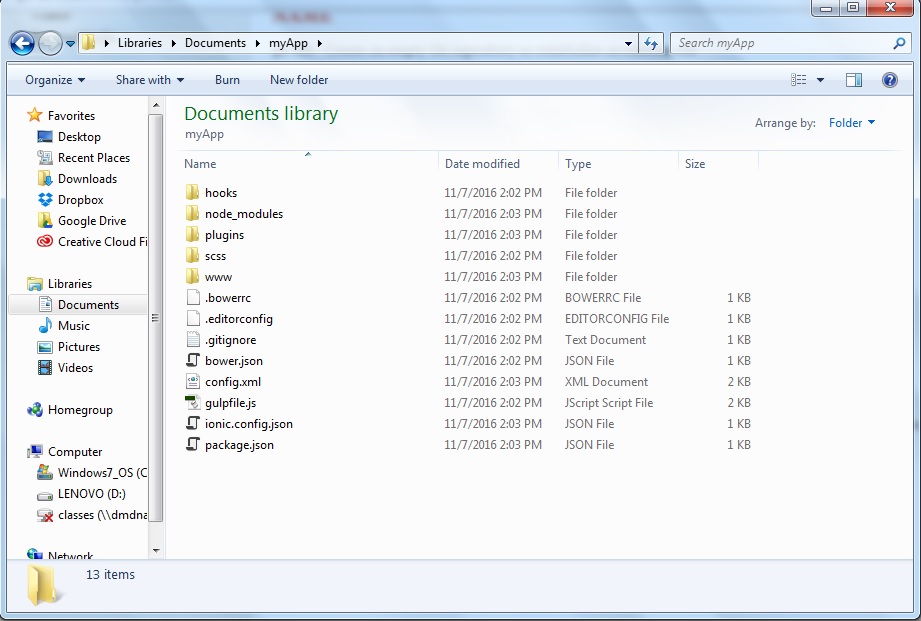 Libraries Documents myApp Search myApp
Organize Share with Burn New folder
Favorites
Desktop
Recent Places
Downloads
Dropbox
Google Drive
Creative Cloud Fi
Libraries
Documents
Music
Pictures
Videos
Homegroup
Computer
Windows7_OS (C
LENOVO (D:)
classes (\\dmdna
Network
Documents library
myApp
Arrange by: Folder
Name Date modified Type Size
hooks 11/7/2016 2:02 PM File folder
node_modules 11/7/2016 2:03 PM File folder
plugins 11/7/2016 2:03 PM File folder
scss 11/7/2016 2:02 PM File folder
www 11/7/2016 2:03 PM File folder
.bowerrc 11/7/2016 2:02 PM BOWERRC File 1 KB
.editorconfig 11/7/2016 2:02 PM EDITORCONFIG File 1 KB
.gitignore 11/7/2016 2:02 PM Text Document 1 KB
bower.json 11/7/2016 2:02 PM JSON File 1 KB
config.xml 11/7/2016 2:03 PM XML Document 2 KB
gulpfile.js 11/7/2016 2:02 PM JScript Script File 2 KB
ionic.config.json 11/7/2016 2:03 PM JSON File 1 KB
package.json 11/7/2016 2:03 PM JSON File 1 KB
13 items